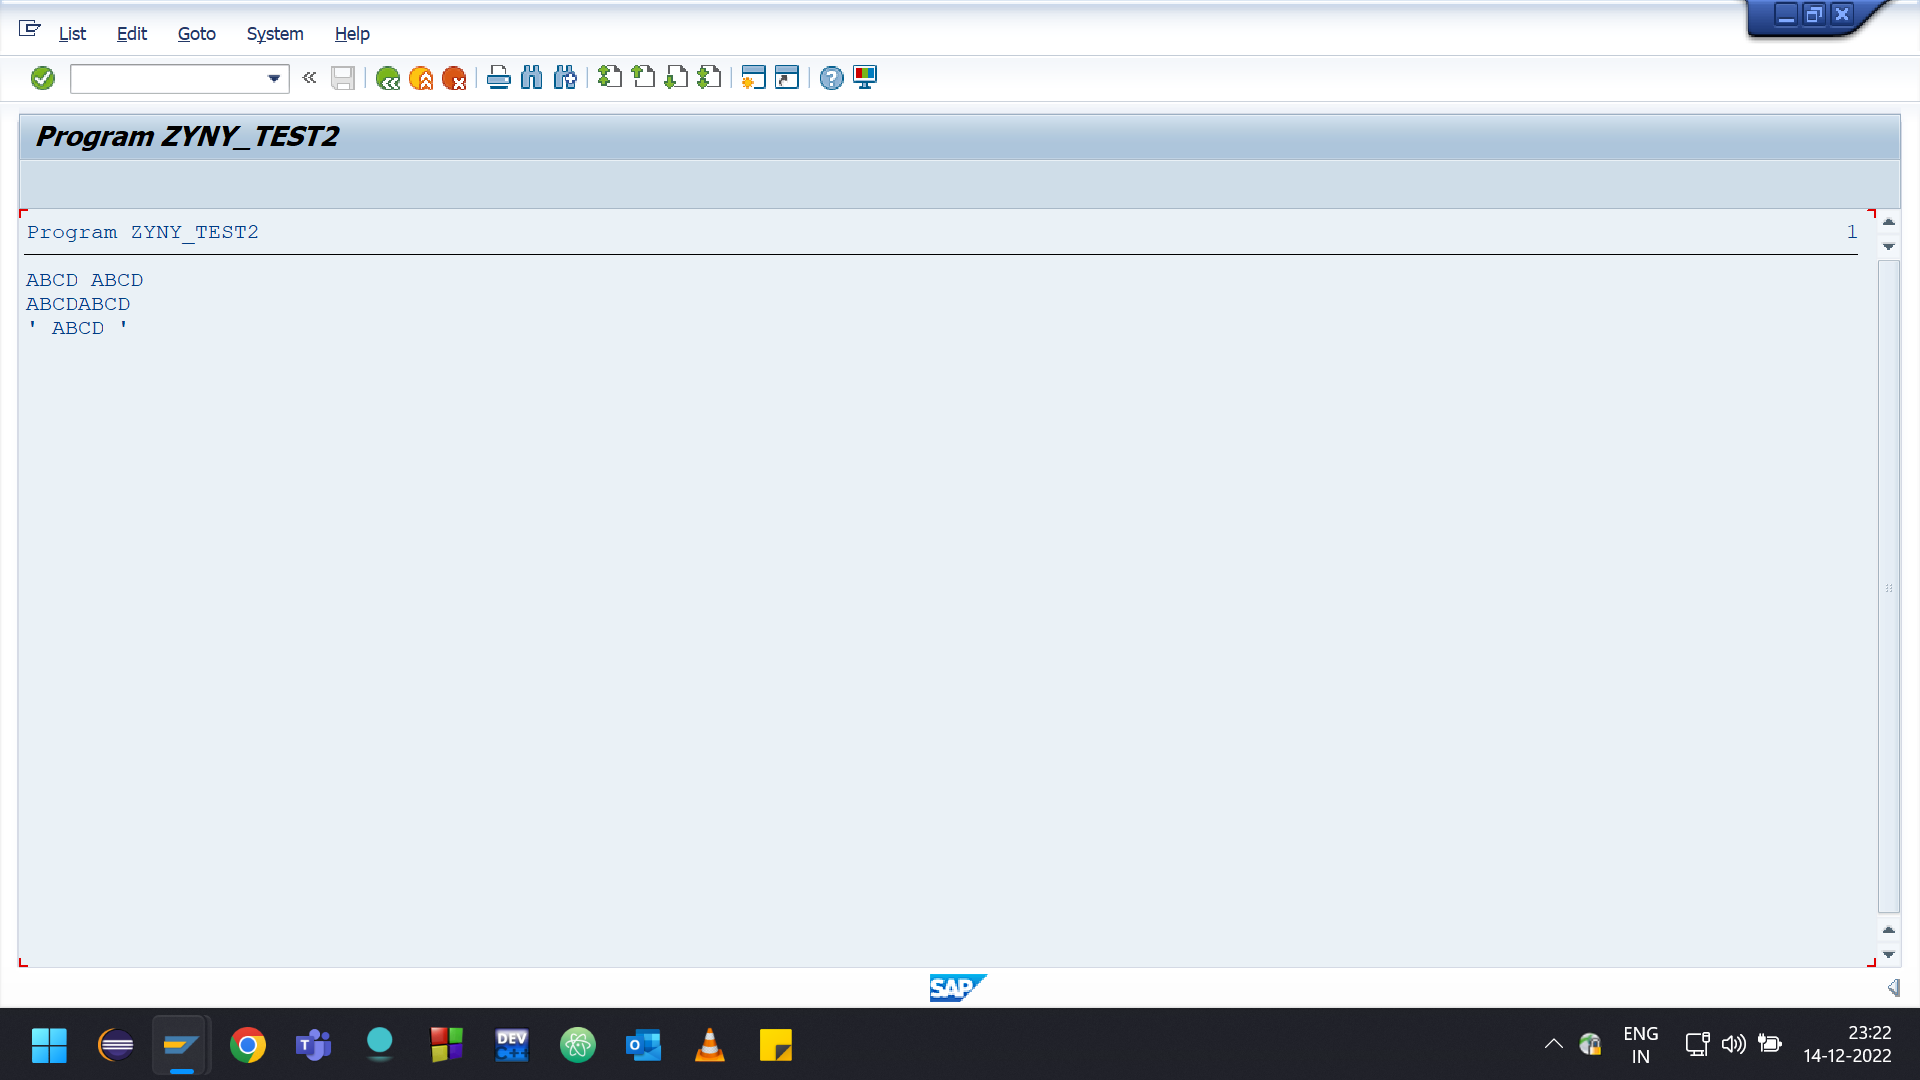 List Edit Goto System Help
Program ZYNY_TEST2
Program ZYNY_TEST2 1
ABCD ABCD
ABCDABCD
' ABCD '
SAP
DEV C++
ENG IN
23:22
14-12-2022